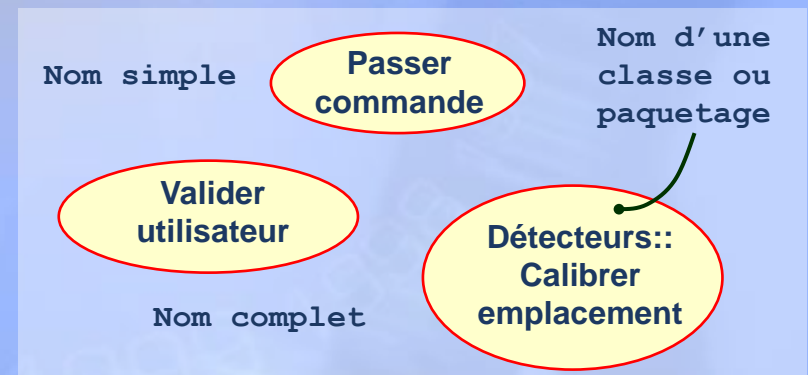 Nom simple
Passer
commande
Nom d'une
classe ou
paquetage
Valider
utilisateur
Détecteurs::
Calibrer
emplacement
Nom complet